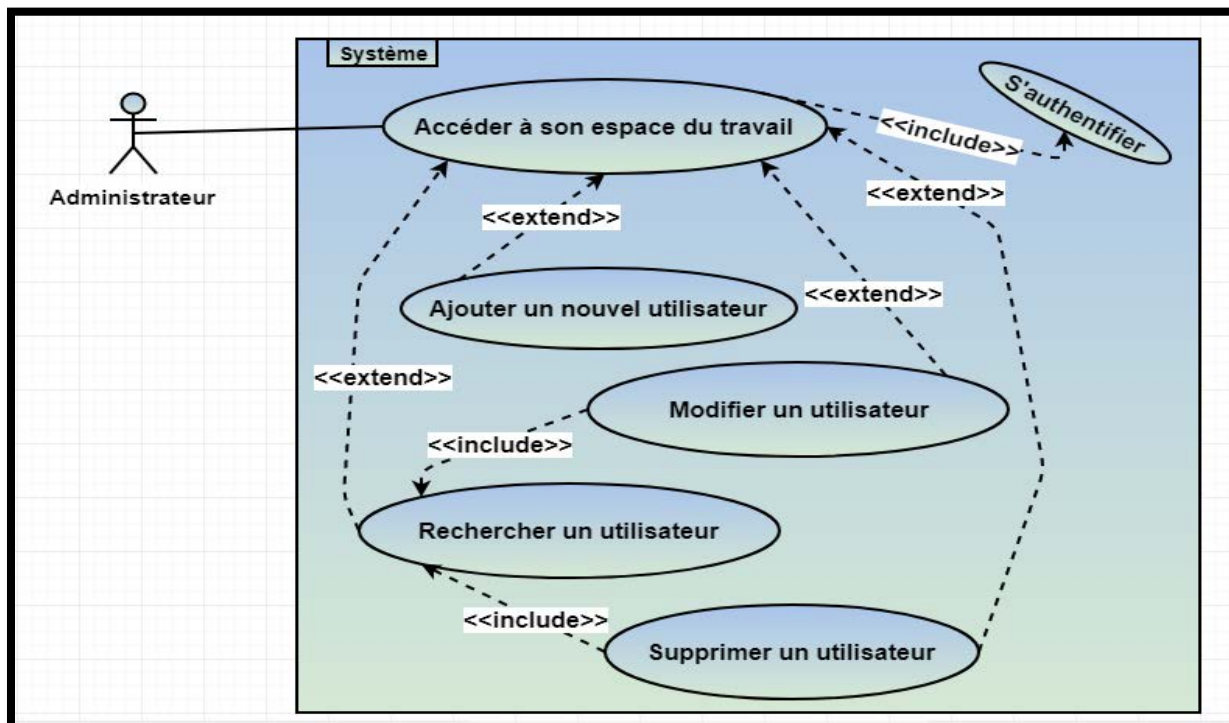 Système
S'authentifier
Accéder à son espace du travail
<<include>>
Administrateur
<<extend>>
<<extend>>
Ajouter un nouvel utilisateur
<<extend>>
<<extend>>
Modifier un utilisateur
<<include>>
Rechercher un utilisateur
<<include>>
Supprimer un utilisateur